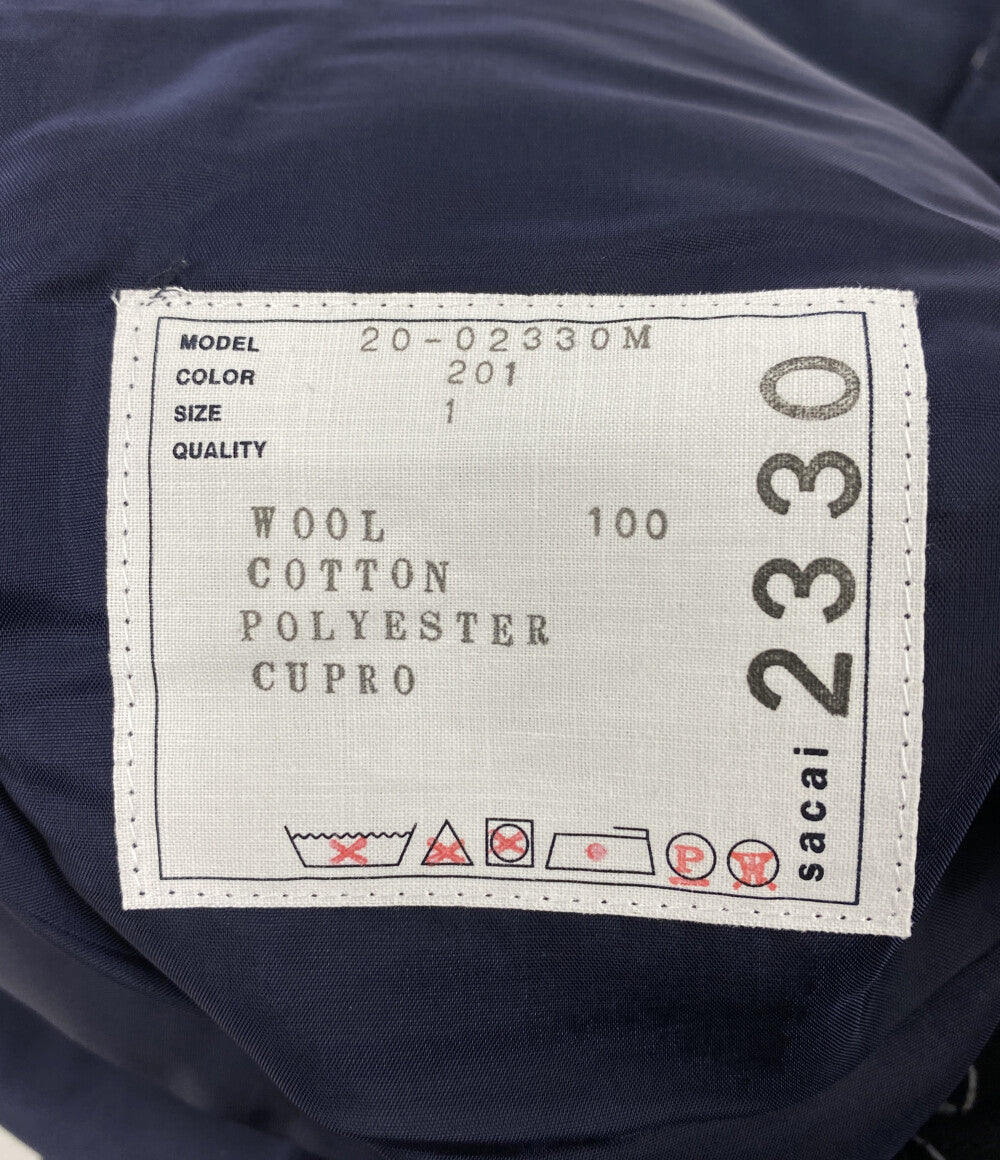 MODEL 20-02330M
COLOR 201
SIZE 1
QUALITY
WOOL 100
COTTON
POLYESTER
CUPRO
P W
sacai 2330